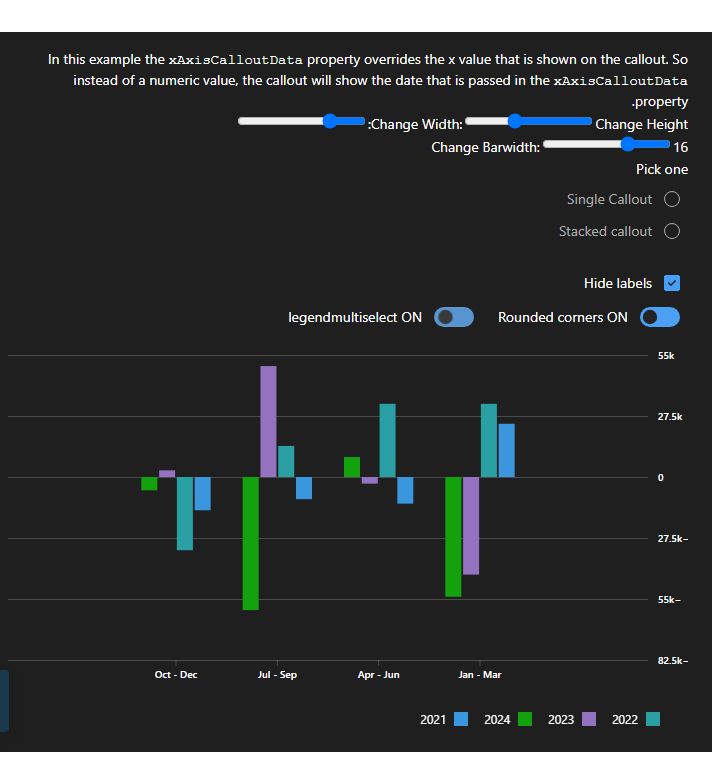 In this example the xAxisCalloutData property overrides the x value that is shown on the callout. So
instead of a numeric value, the callout will show the date that is passed in the xAxisCalloutData
.property
:Change Width: Change Height
Change Barwidth: 16
Pick one
Single Callout
Stacked callout
Hide labels
legendmultiselect ON Rounded corners ON
55k
27.5k
0
27.5k−
55k−
82.5k−
Oct - Dec Jul - Sep Apr - Jun Jan - Mar
2021 2024 2023 2022